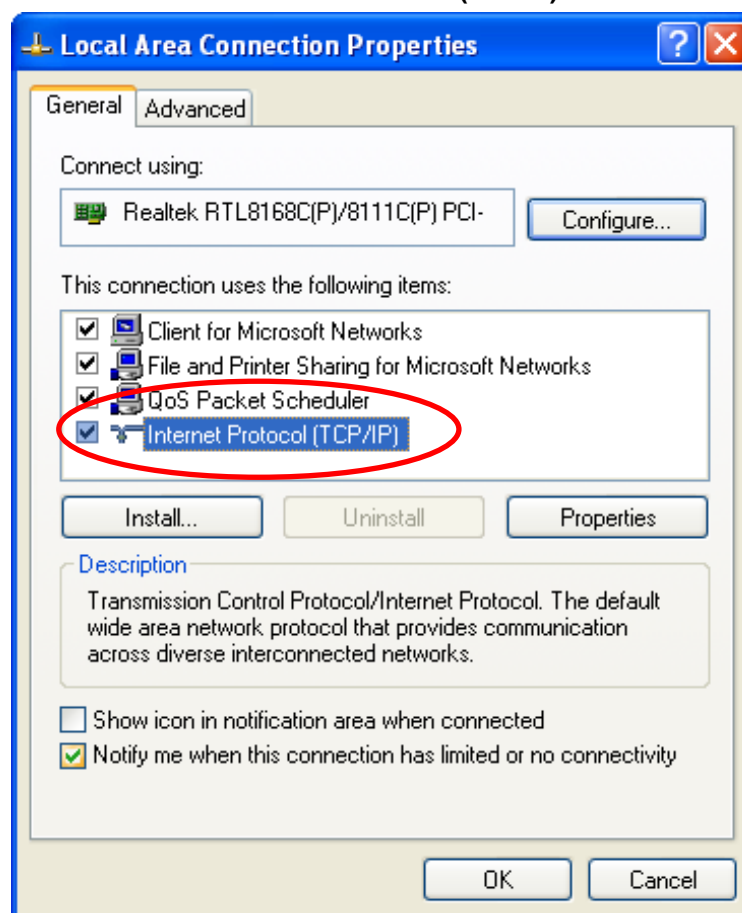 Local Area Connection Properties
General
Advanced
Connect using:
Realtek RTL8168C(P)/8111C(P) PCI-
Configure...
This connection uses the following items:
Client for Microsoft Networks
File and Printer Sharing for Microsoft Networks
QoS Packet Scheduler
Internet Protocol (TCP/IP)
Install...
Uninstall
Properties
Description
Transmission Control Protocol/Internet Protocol. The default
wide area network protocol that provides communication
across diverse interconnected networks.
Show icon in notification area when connected
Notify me when this connection has limited or no connectivity
OK
Cancel